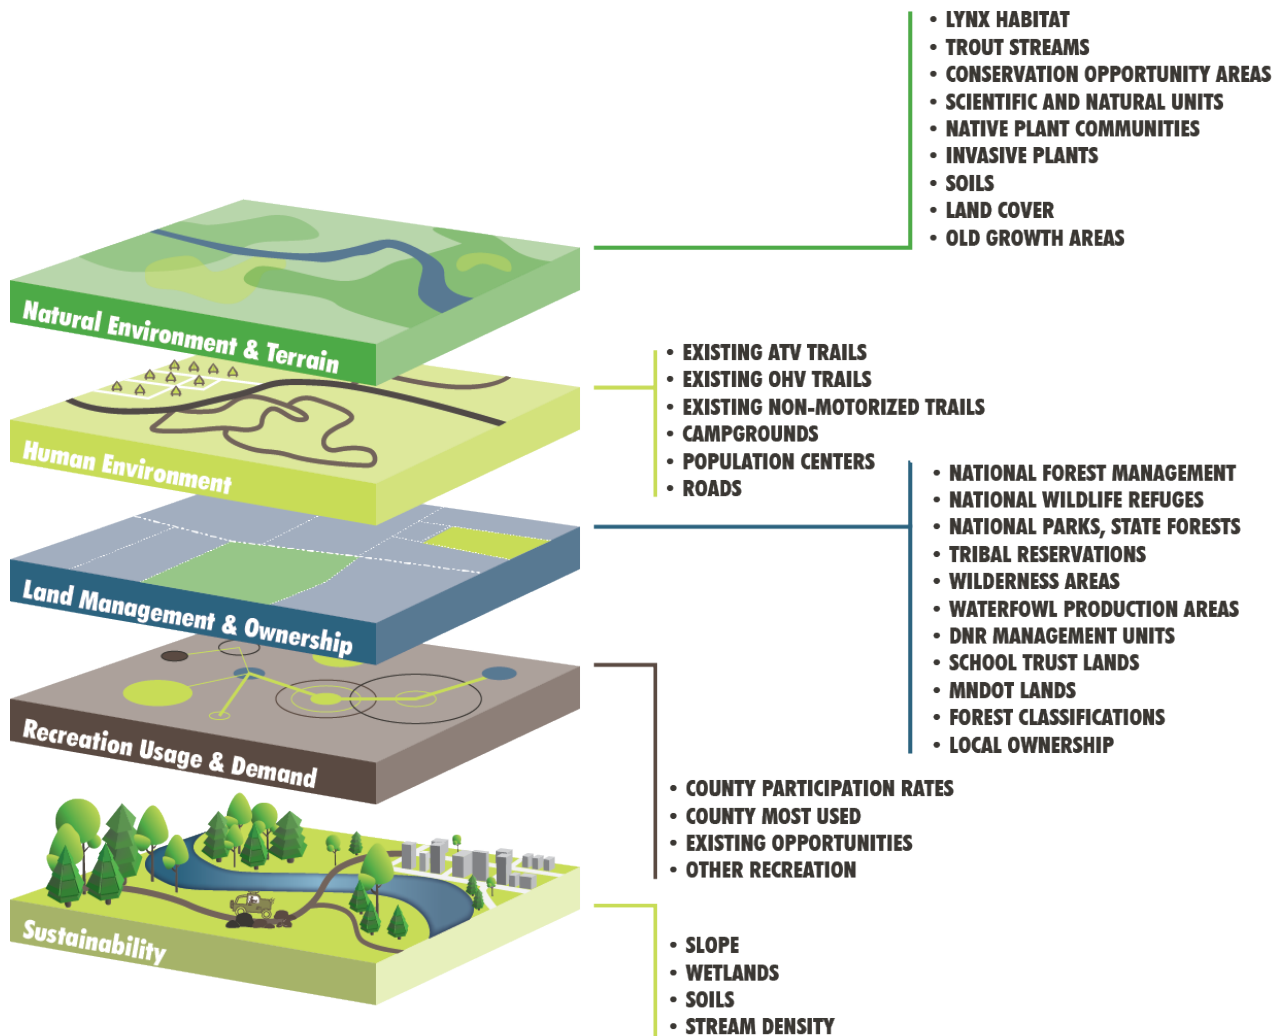 • LYNX HABITAT
• TROUT STREAMS
• CONSERVATION OPPORTUNITY AREAS
• SCIENTIFIC AND NATURAL UNITS
• NATIVE PLANT COMMUNITIES
• INVASIVE PLANTS
• SOILS
• LAND COVER
• OLD GROWTH AREAS
Natural Environment & Terrain
• EXISTING ATV TRAILS
• EXISTING OHV TRAILS
• EXISTING NON-MOTORIZED TRAILS
• CAMPGROUNDS
• POPULATION CENTERS
• ROADS
Human Environment
• NATIONAL FOREST MANAGEMENT
• NATIONAL WILDLIFE REFUGES
• NATIONAL PARKS, STATE FORESTS
• TRIBAL RESERVATIONS
• WILDERNESS AREAS
• WATERFOWL PRODUCTION AREAS
• DNR MANAGEMENT UNITS
• SCHOOL TRUST LANDS
• MNDOT LANDS
• FOREST CLASSIFICATIONS
• LOCAL OWNERSHIP
Land Management & Ownership
Recreation Usage & Demand
• COUNTY PARTICIPATION RATES
• COUNTY MOST USED
• EXISTING OPPORTUNITIES
• OTHER RECREATION
Sustainability
• SLOPE
• WETLANDS
• SOILS
• STREAM DENSITY